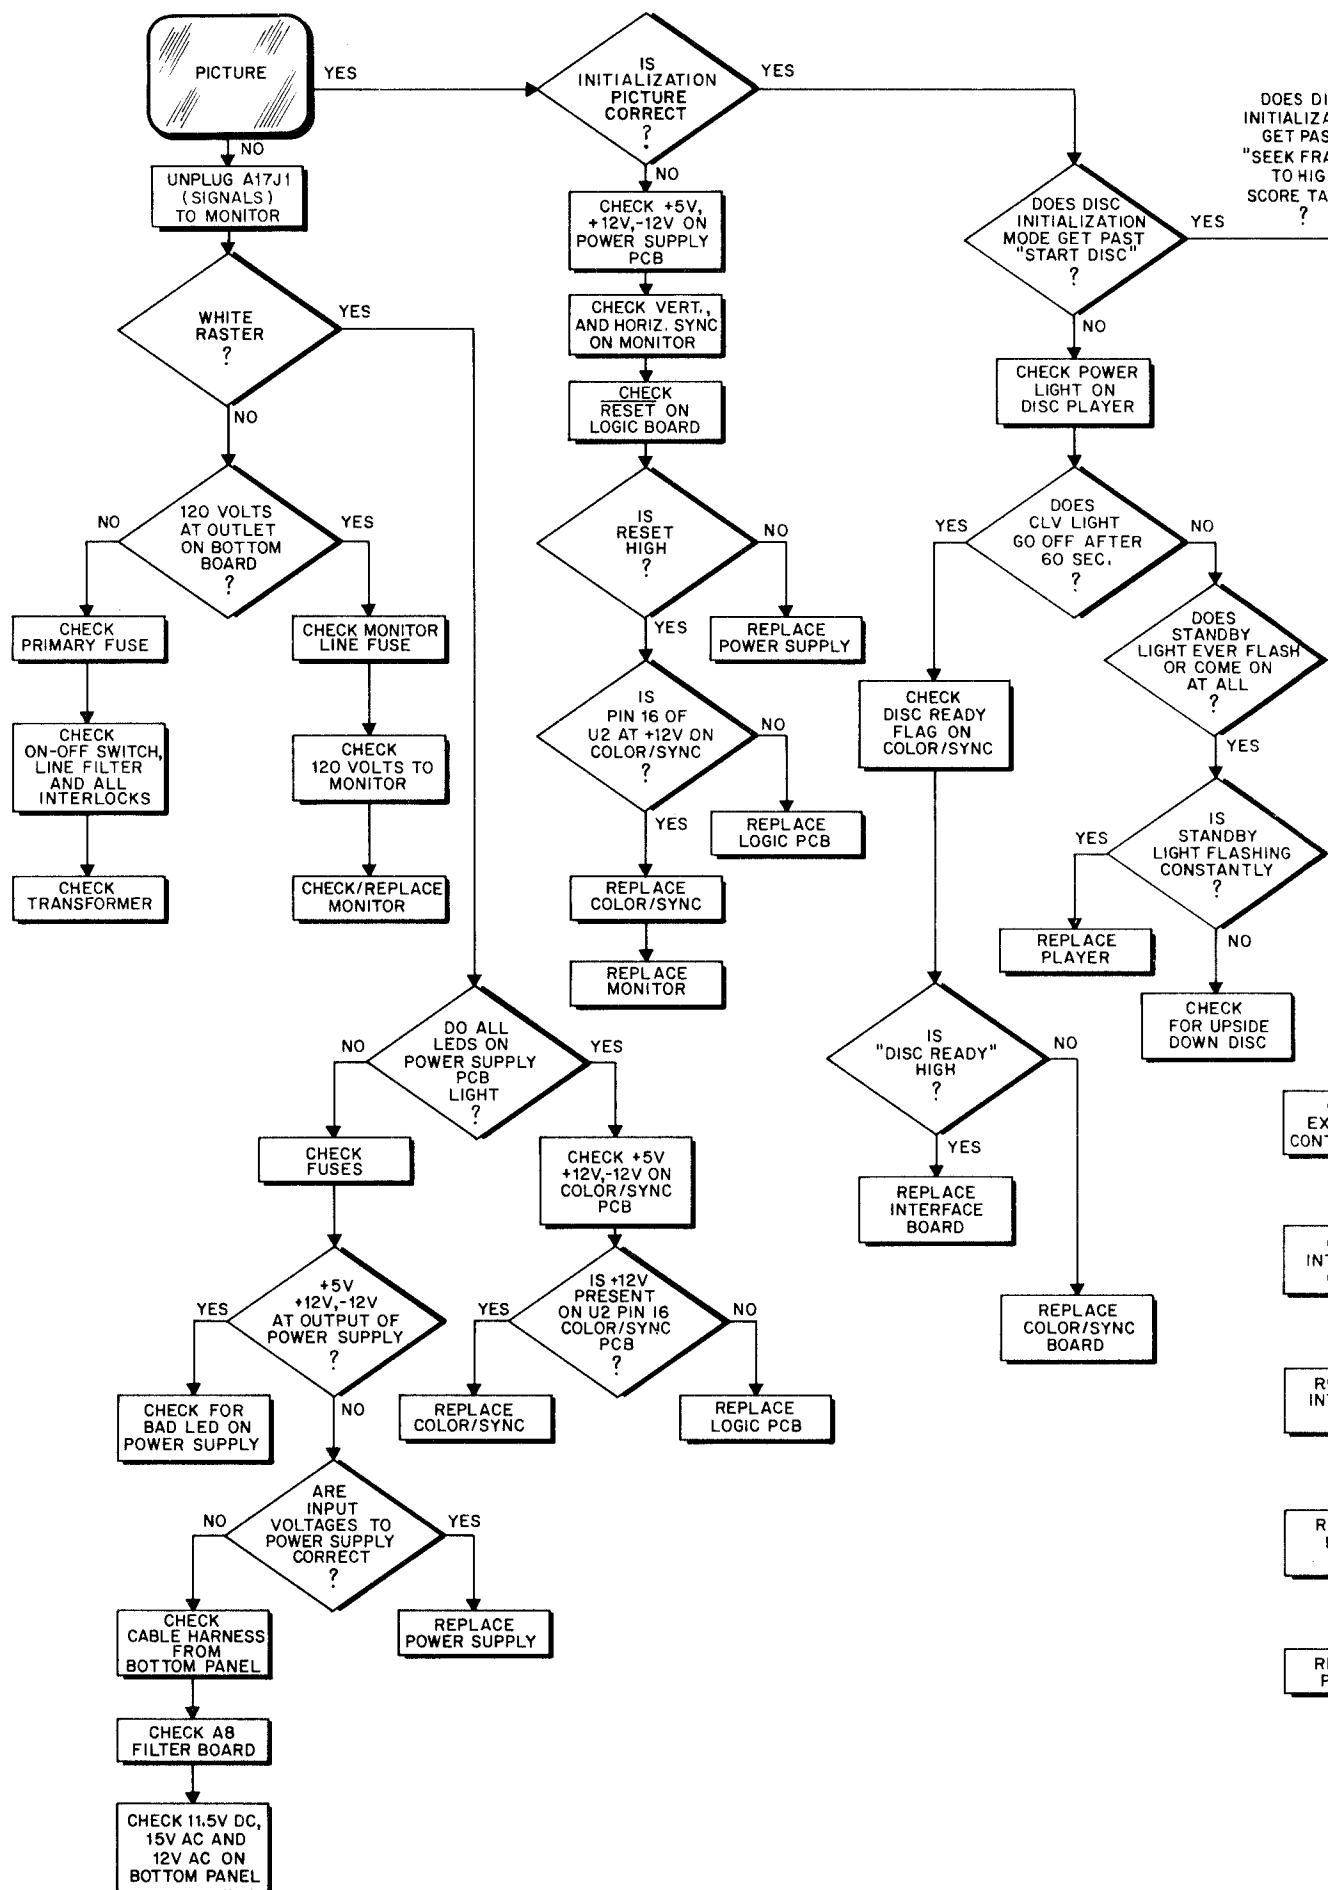 PICTURE
YES
NO
UNPLUG A17J1
(SIGNALS)
TO MONITOR
WHITE
RASTER
?
YES
NO
120 VOLTS
AT OUTLET
ON BOTTOM
BOARD
?
NO
YES
CHECK
PRIMARY FUSE
CHECK
ON-OFF SWITCH,
LINE FILTER
AND ALL
INTERLOCKS
CHECK
TRANSFORMER
CHECK MONITOR
LINE FUSE
CHECK
120 VOLTS TO
MONITOR
CHECK/REPLACE
MONITOR
DO ALL
LEDS ON
POWER SUPPLY
PCB
LIGHT
?
NO
YES
CHECK
FUSES
+5V
+12V,-12V
AT OUTPUT OF
POWER SUPPLY
?
YES
NO
CHECK FOR
BAD LED ON
POWER SUPPLY
ARE
INPUT
VOLTAGES TO
POWER SUPPLY
CORRECT
?
NO
YES
CHECK
CABLE HARNESS
FROM
BOTTOM PANEL
CHECK A8
FILTER BOARD
CHECK 11.5V DC,
15V AC AND
12V AC ON
BOTTOM PANEL
REPLACE
POWER SUPPLY
CHECK +5V
+12V,-12V ON
COLOR/SYNC
PCB
IS +12V
PRESENT
ON U2 PIN 16
COLOR/SYNC
PCB
?
YES
NO
REPLACE
COLOR/SYNC
REPLACE
LOGIC PCB
IS
INITIALIZATION
PICTURE
CORRECT
?
YES
NO
CHECK +5V,
+12V,-12V ON
POWER SUPPLY
PCB
CHECK VERT.,
AND HORIZ. SYNC
ON MONITOR
CHECK
RESET ON
LOGIC BOARD
IS
RESET
HIGH
?
NO
YES
REPLACE
POWER SUPPLY
IS
PIN 16 OF
U2 AT +12V ON
COLOR/SYNC
?
NO
YES
REPLACE
LOGIC PCB
REPLACE
COLOR/SYNC
REPLACE
MONITOR
DOES DISC
INITIALIZATION
MODE GET PAST
"START DISC"
?
YES
NO
CHECK POWER
LIGHT ON
DISC PLAYER
DOES
CLV LIGHT
GO OFF AFTER
60 SEC.
?
YES
NO
CHECK
DISC READY
FLAG ON
COLOR/SYNC
IS
"DISC READY"
HIGH
?
NO
YES
REPLACE
INTERFACE
BOARD
REPLACE
COLOR/SYNC
BOARD
DOES
STANDBY
LIGHT EVER FLASH
OR COME ON
AT ALL
?
YES
IS
STANDBY
LIGHT FLASHING
CONSTANTLY
?
YES
NO
REPLACE
PLAYER
CHECK
FOR UPSIDE
DOWN DISC
DOES
GET
"SEEK
TO
SCORE
?